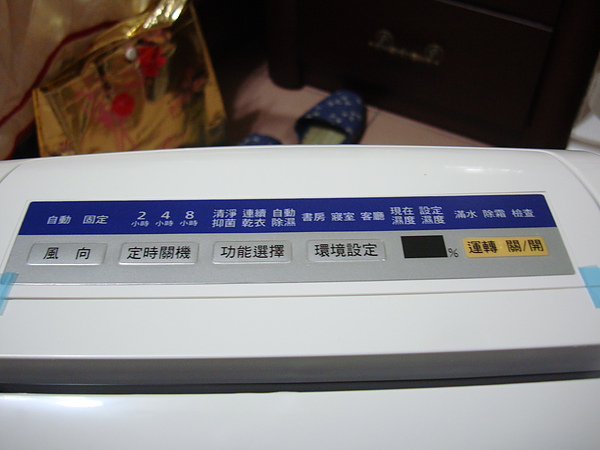 自動 固定 2小時 4小時 8小時 清淨抑菌 連續乾衣 自動除濕 書房 寢室 客廳 現在濕度 設定濕度 滿水 除霜 檢查
風向 定時關機 功能選擇 環境設定 % 運轉 關/開